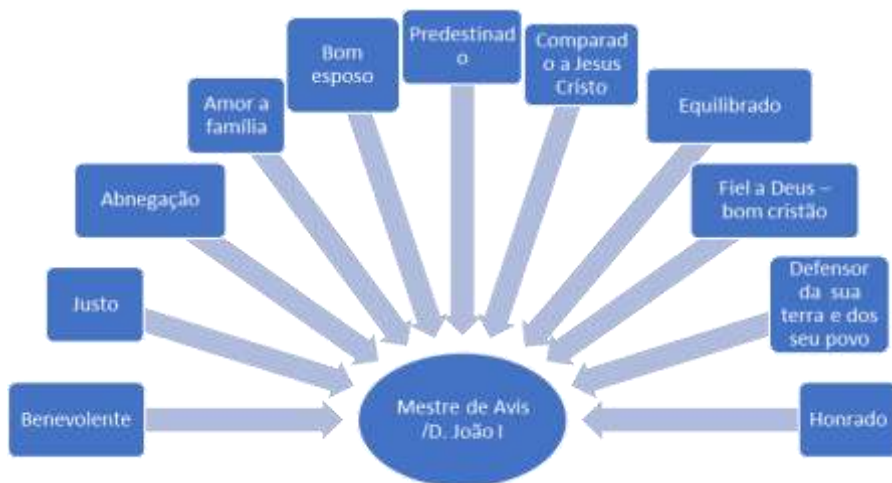 Benevolente
Justo
Abnegação
Amor a
família
Bom
esposo
Predestinad
o
Comparad
o a Jesus
Cristo
Equilibrado
Fiel a Deus –
bom cristão
Defensor
da sua
terra e dos
seu povo
Honrado
Mestre de Avis
/D. João I